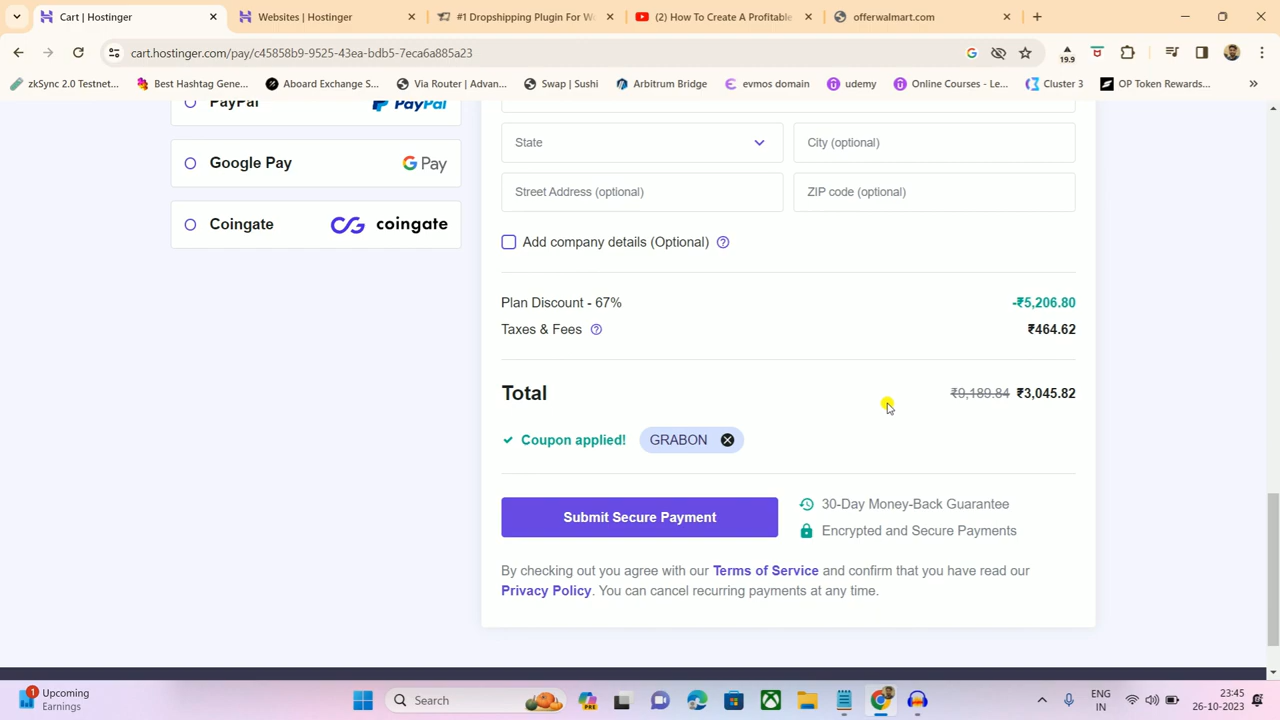 Cart | Hostinger
Websites | Hostinger
#1 Dropshipping Plugin For W
(2) How To Create A Profitable
offerwalmart.com
cart.hostinger.com/pay/c45858b9-9525-43ea-bdb5-7eca6a885a23
19.9
zkSync 2.0 Testnet...
Best Hashtag Gene...
Aboard Exchange S...
Via Router | Advan...
Swap | Sushi
Arbitrum Bridge
evmos domain
udemy
Online Courses - Le...
Cluster 3
OP Token Rewards...
PayPal
PayPal
Google Pay
G Pay
Coingate
coingate
State
City (optional)
Street Address (optional)
ZIP code (optional)
Add company details (Optional)
Plan Discount - 67%
-₹5,206.80
Taxes & Fees
₹464.62
Total
₹9,189.84 ₹3,045.82
Coupon applied!
GRABON
Submit Secure Payment
30-Day Money-Back Guarantee
Encrypted and Secure Payments
By checking out you agree with our Terms of Service and confirm that you have read our
Privacy Policy. You can cancel recurring payments at any time.
1
Upcoming
Earnings
Search
PRE
ENG
IN
23:45
26-10-2023